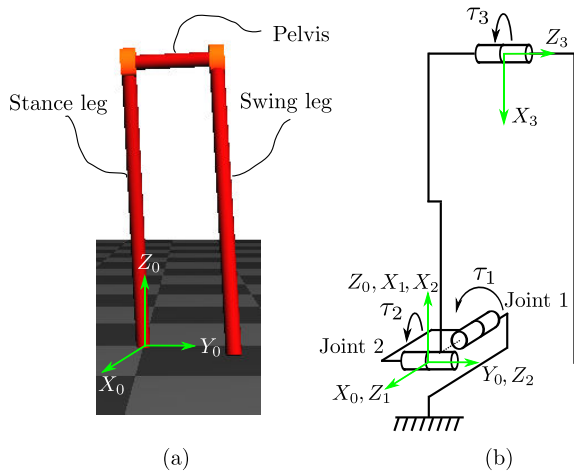 Pelvis
Stance leg
Swing leg
Z₀
Y₀
X₀
(a)
τ₃
Z₃
X₃
Z₀, X₁, X₂
τ₁
Joint 1
τ₂
Joint 2
X₀, Z₁
Y₀, Z₂
(b)